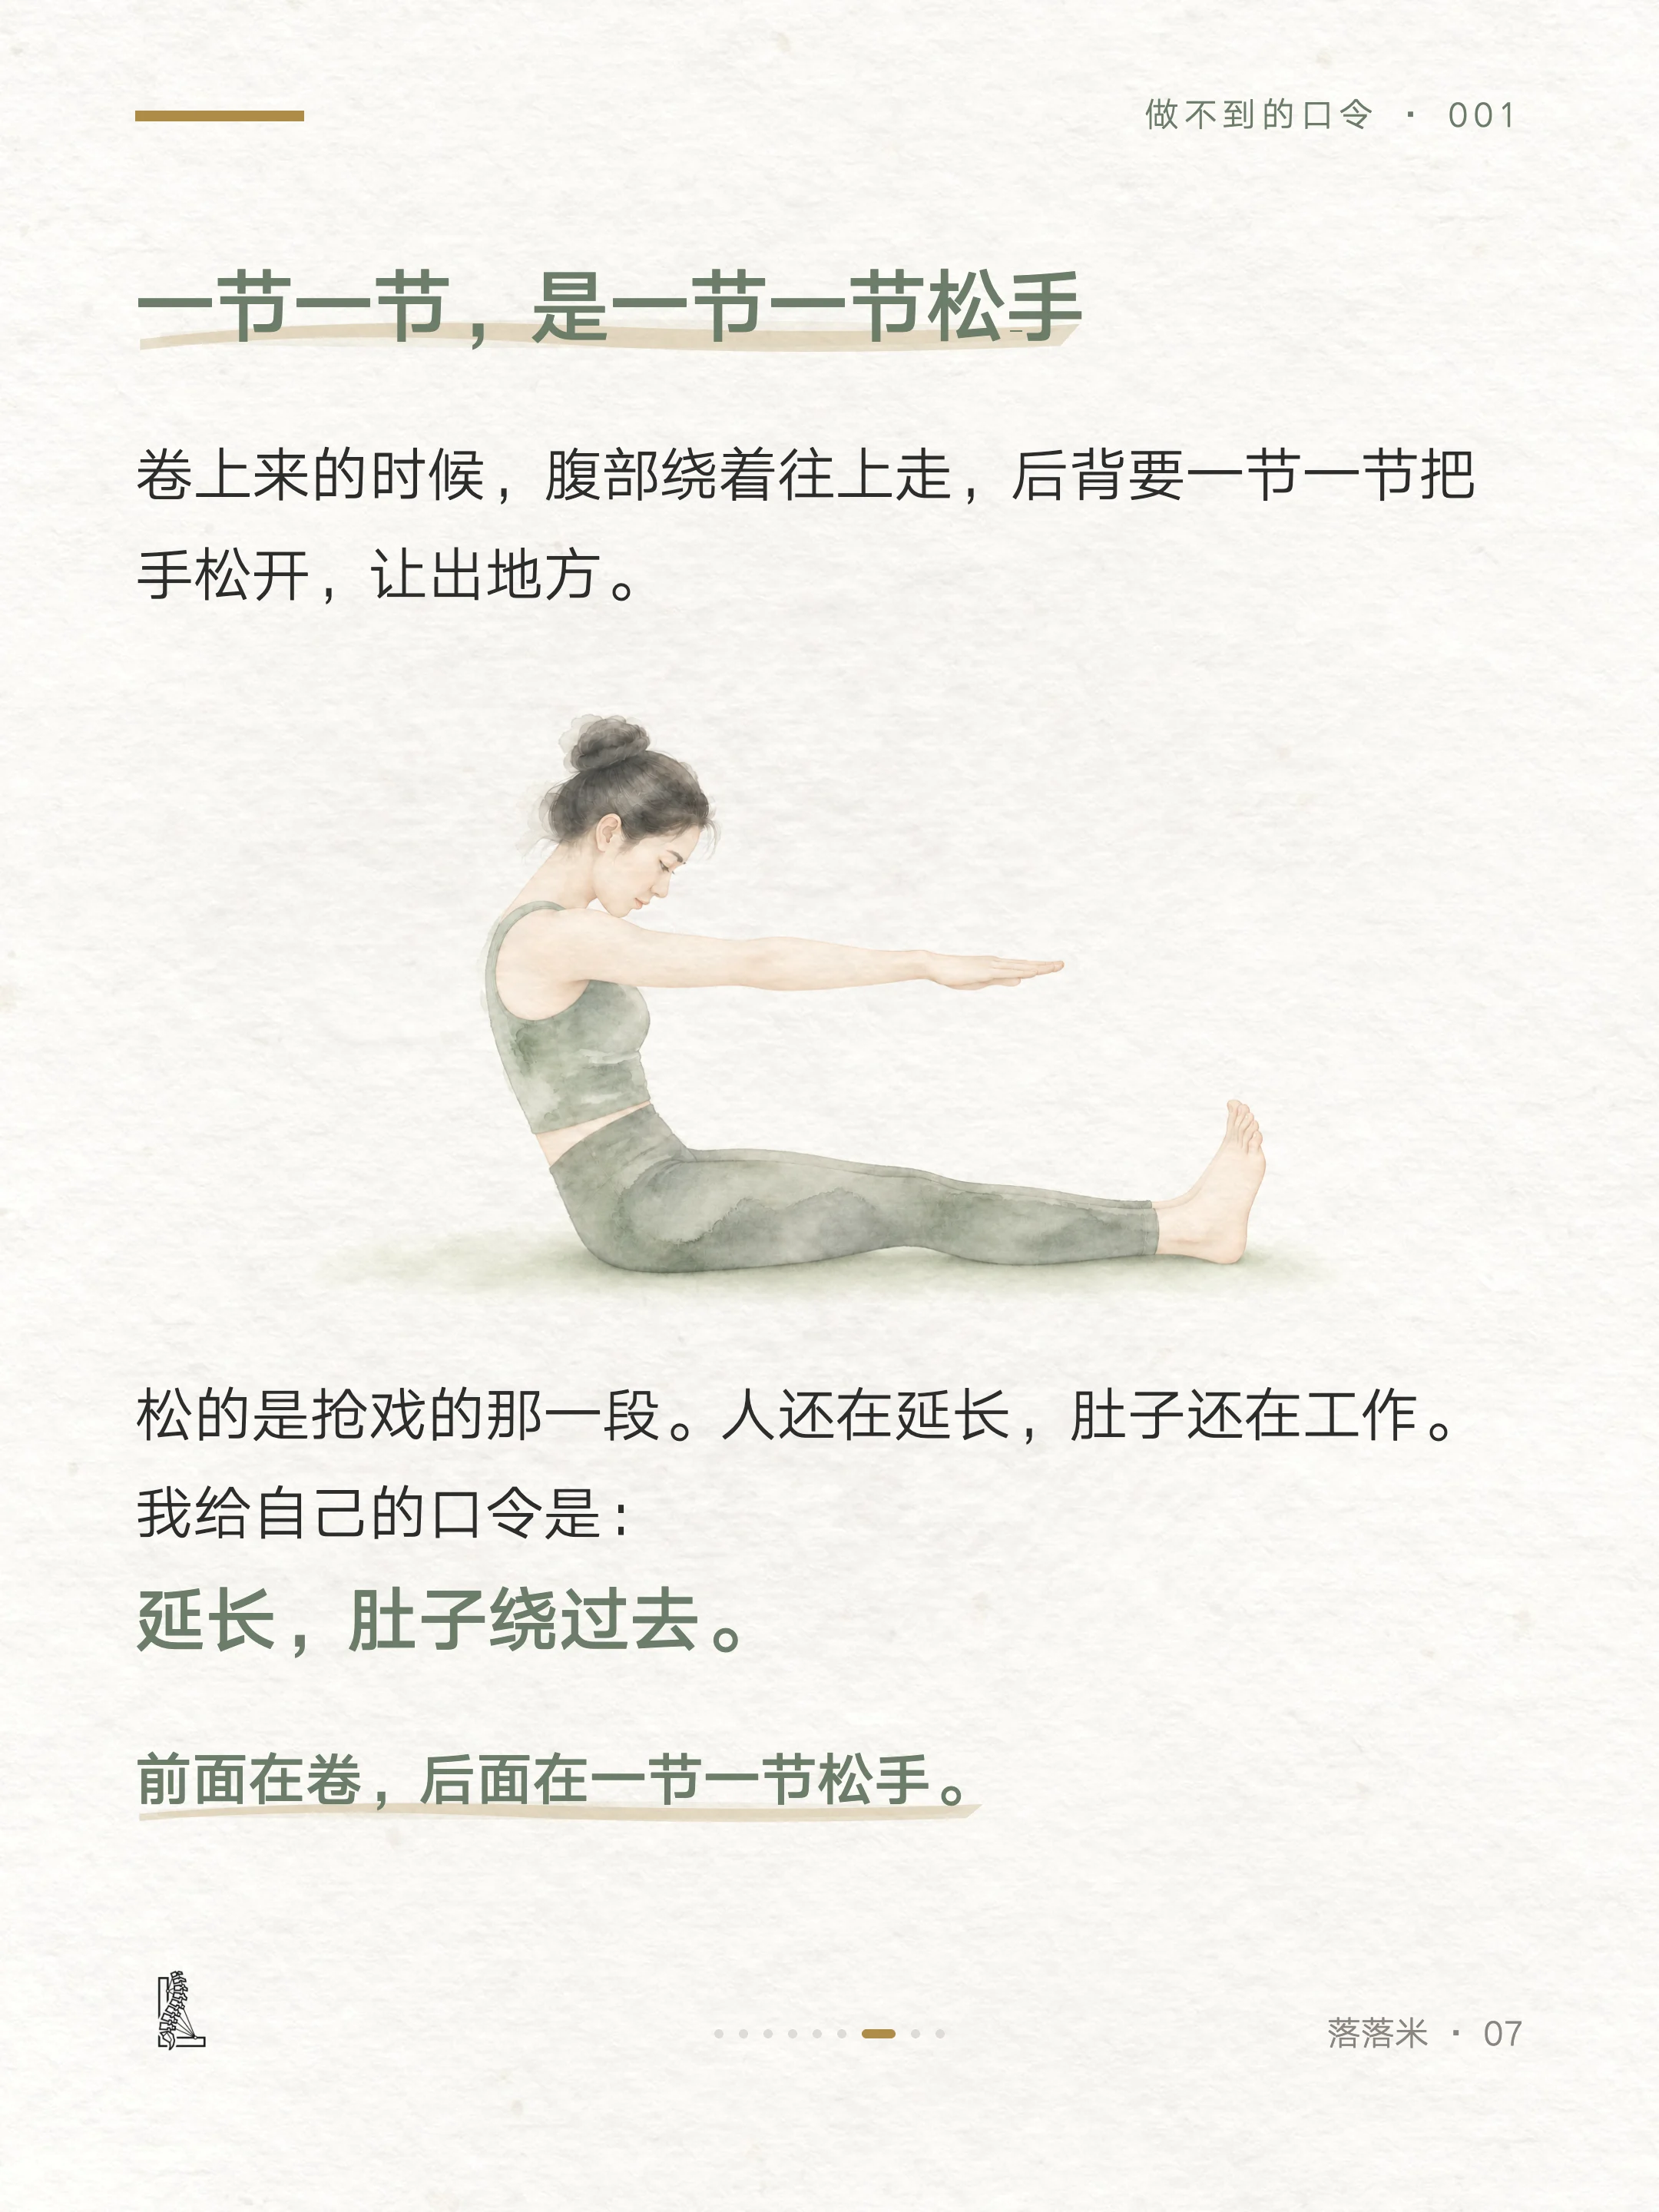 做不到的口令 · 001
一节一节，是一节一节松手
卷上来的时候，腹部绕着往上走，后背要一节一节把
手松开，让出地方。
松的是抢戏的那一段。人还在延长，肚子还在工作。
我给自己的口令是：
延长，肚子绕过去。
前面在卷，后面在一节一节松手。
落落米 · 07